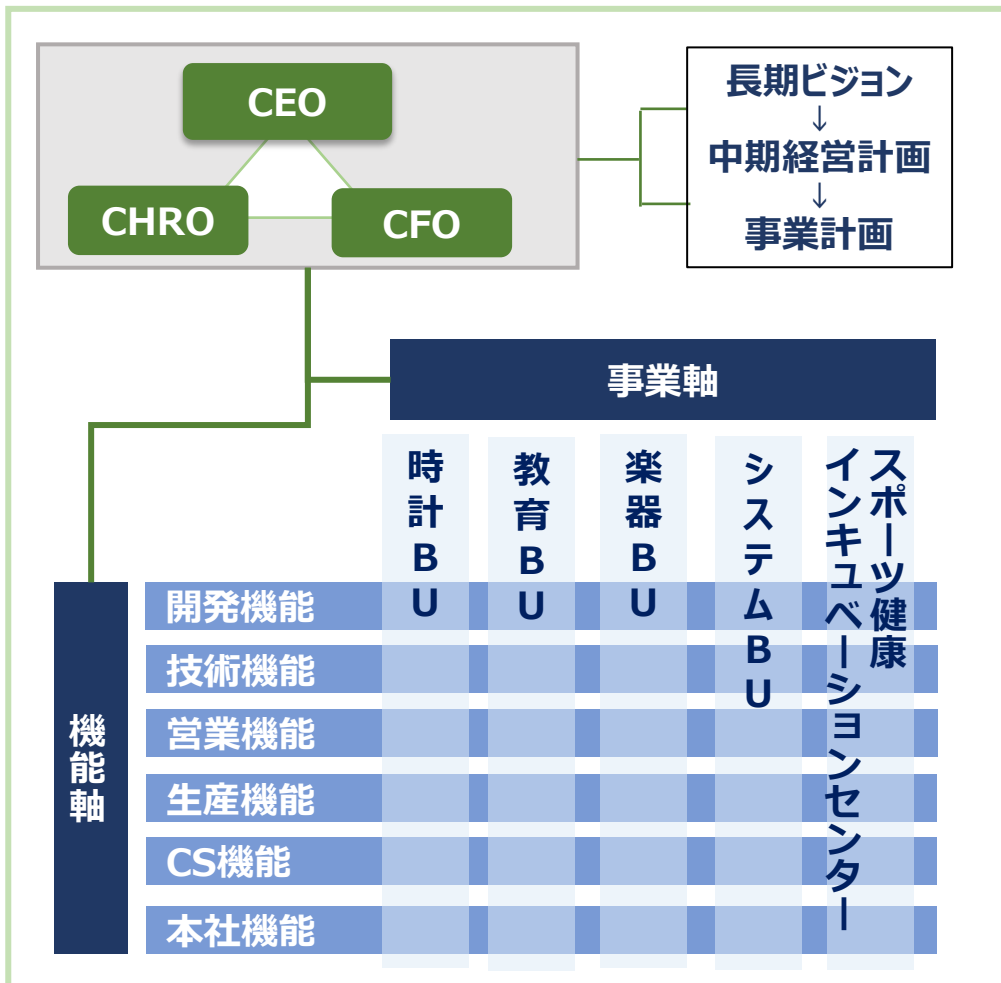 CEO
CHRO
CFO
長期ビジョン
↓
中期経営計画
↓
事業計画
事業軸
時計BU
教育BU
楽器BU
システムBU
スポーツ健康
インキュベーションセンター
機能軸
開発機能
技術機能
営業機能
生産機能
CS機能
本社機能